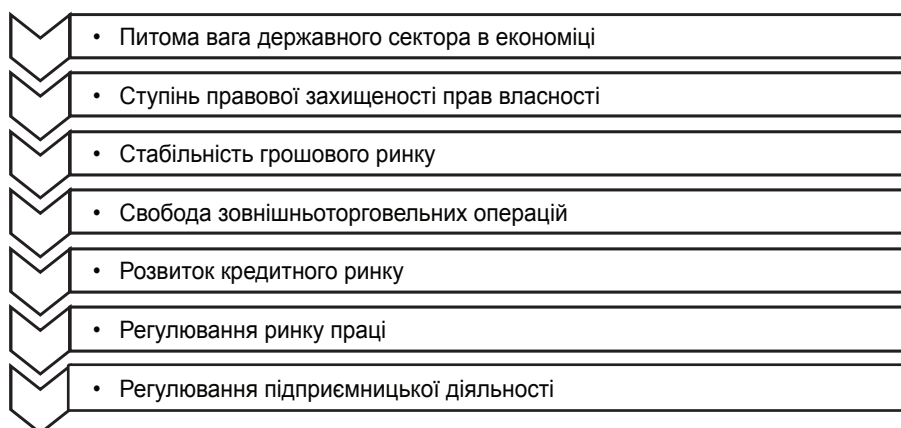 • Питома вага державного сектора в економіці
• Ступінь правової захищеності прав власності
• Стабільність грошового ринку
• Свобода зовнішньоторговельних операцій
• Розвиток кредитного ринку
• Регулювання ринку праці
• Регулювання підприємницької діяльності